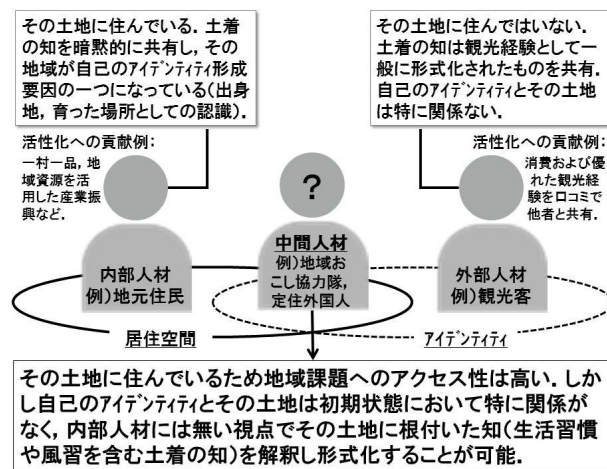 その土地に住んでいる．土着
の知を暗黙的に共有し，その
地域が自己のｱｲﾃﾞﾝﾃｨﾃｨ形成
要因の一つになっている（出身
地，育った場所としての認識）．
活性化への貢献例：
一村一品，地
域資源を活
用した産業振
興など．
その土地に住んではいない．
土着の知は観光経験として一
般に形式化されたものを共有．
自己のｱｲﾃﾞﾝﾃｨﾃｨとその土地
は特に関係ない．
活性化への貢献例：
消費および優
れた観光経
験を口コミで
他者と共有．
内部人材
例）地元住民
？
中間人材
例）地域お
こし協力隊，
定住外国人
外部人材
例）観光客
居住空間
ｱｲﾃﾞﾝﾃｨﾃｨ
その土地に住んでいるため地域課題へのアクセス性は高い．しか
し自己のｱｲﾃﾞﾝﾃｨﾃｨとその土地は初期状態において特に関係が
なく，内部人材には無い視点でその土地に根付いた知（生活習慣
や風習を含む土着の知）を解釈し形式化することが可能．